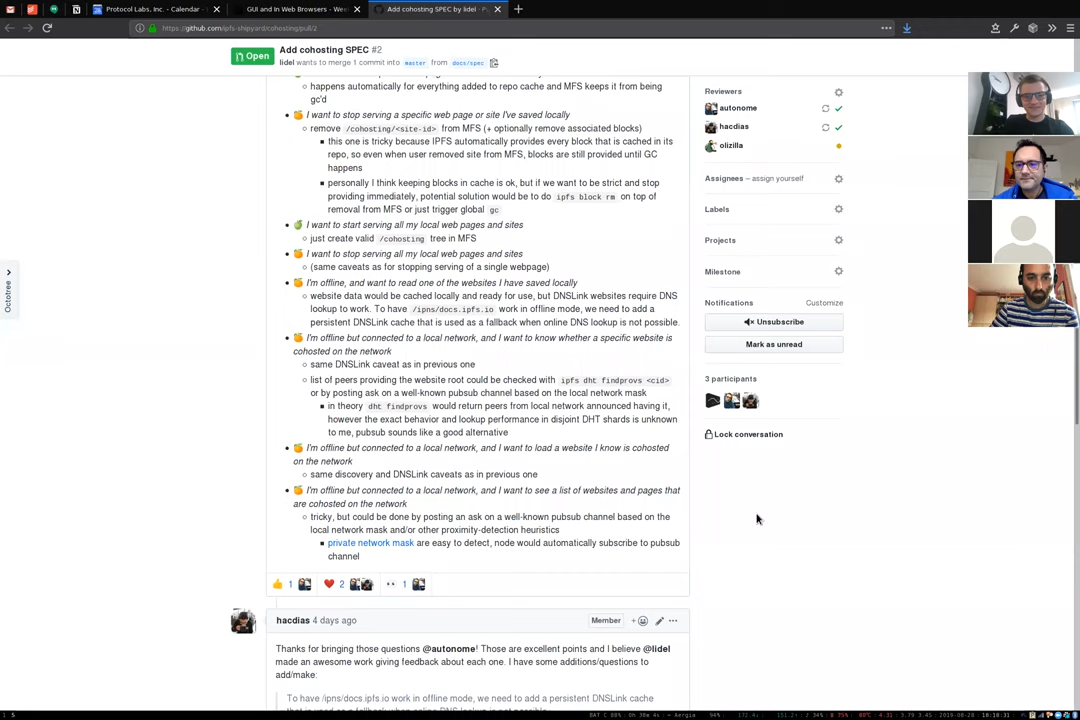 Protocol Labs, Inc. - Calendar -
GUI and In Web Browsers - Wee
Add cohosting SPEC by lidel
https://github.com/ipfs-shipyard/cohosting/pull/2
Open
Add cohosting SPEC #2
lidel wants to merge 1 commit into master from docs/spec
happens automatically for everything added to repo cache and MFS keeps it from being
gc'd
I want to stop serving a specific web page or site I've saved locally
remove /cohosting/<site-id> from MFS (+ optionally remove associated blocks)
this one is tricky because IPFS automatically provides every block that is cached in its
repo, so even when user removed site from MFS, blocks are still provided until GC
happens
personally I think keeping blocks in cache is ok, but if we want to be strict and stop
providing immediately, potential solution would be to do ipfs block rm on top of
removal from MFS or just trigger global gc
I want to start serving all my local web pages and sites
just create valid /cohosting tree in MFS
I want to stop serving all my local web pages and sites
(same caveats as for stopping serving of a single webpage)
I'm offline, and want to read one of the websites I have saved locally
website data would be cached locally and ready for use, but DNSLink websites require DNS
lookup to work. To have /ipns/docs.ipfs.io work in offline mode, we need to add a
persistent DNSLink cache that is used as a fallback when online DNS lookup is not possible.
I'm offline but connected to a local network, and I want to know whether a specific website is
cohosted on the network
same DNSLink caveat as in previous one
list of peers providing the website root could be checked with ipfs dht findprovs <cid>
or by posting ask on a well-known pubsub channel based on the local network mask
in theory dht findprovs would return peers from local network announced having it,
however the exact behavior and lookup performance in disjoint DHT shards is unknown
to me, pubsub sounds like a good alternative
I'm offline but connected to a local network, and I want to load a website I know is cohosted
on the network
same discovery and DNSLink caveats as in previous one
I'm offline but connected to a local network, and I want to see a list of websites and pages that
are cohosted on the network
tricky, but could be done by posting an ask on a well-known pubsub channel based on the
local network mask and/or other proximity-detection heuristics
private network mask are easy to detect, node would automatically subscribe to pubsub
channel
1 2 1
hacdias 4 days ago
Member
Thanks for bringing those questions @autonome! Those are excellent points and I believe @lidel
made an awesome work giving feedback about each one. I have some additions/questions to
add/make:
To have /ipns/docs.ipfs.io work in offline mode, we need to add a persistent DNSLink cache
Octotree
Reviewers
autonome
hacdias
olizilla
Assignees – assign yourself
Labels
Projects
Milestone
Notifications
Customize
Unsubscribe
Mark as unread
3 participants
Lock conversation